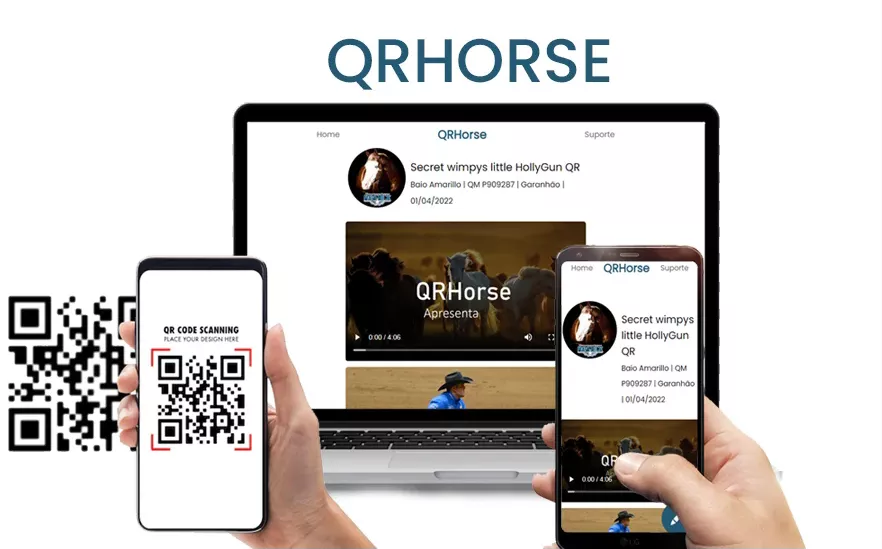 QRHORSE
Home QRHorse Suporte
Secret wimpys little HollyGun QR
Baio Amarillo | QM P909287 | Garanhão |
01/04/2022
QRHorse
Apresenta
0:00 / 4:06
QR CODE SCANNING
PLACE YOUR DESIGN HERE
Home QRHorse Suporte
Secret wimpys
little HollyGun
QR
Baio Amarillo | QM
P909287 | Garanhão
| 01/04/2022
QR
0:00 / 4:06
LG